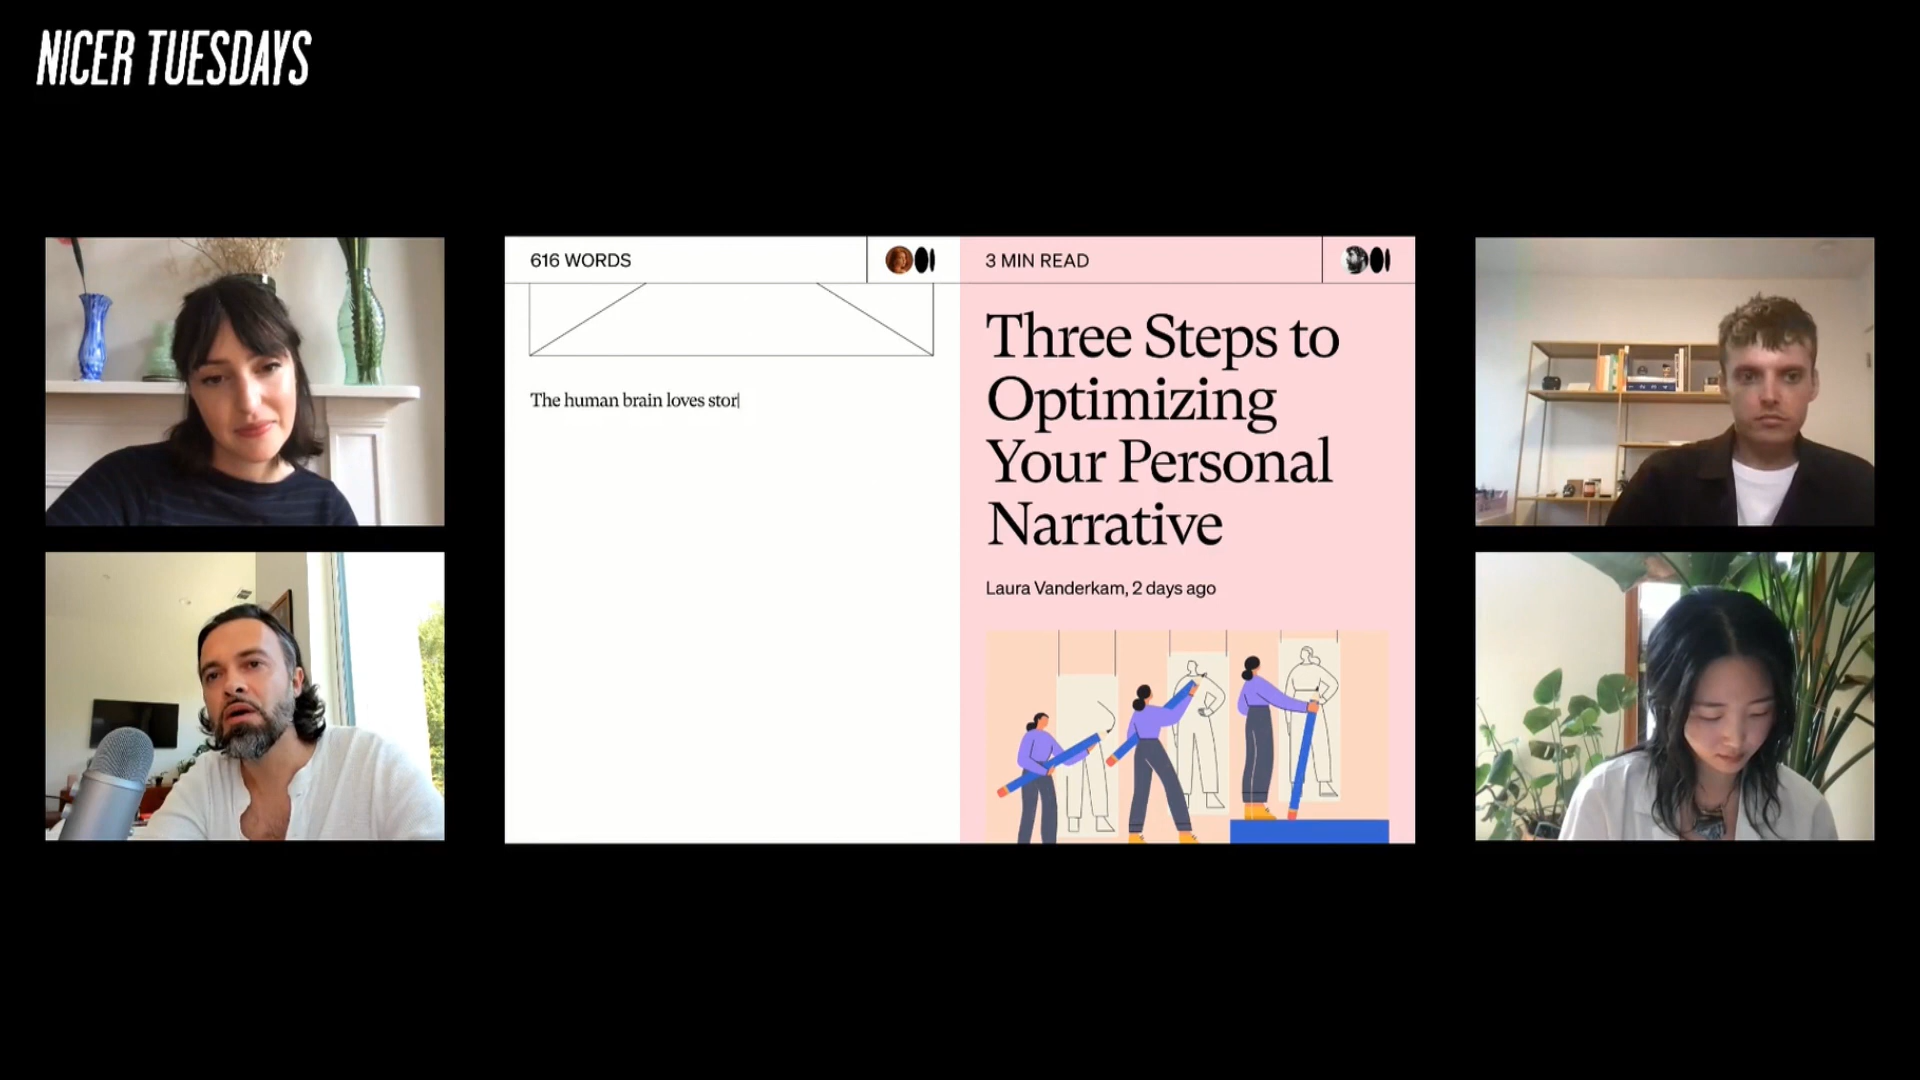 NICER TUESDAYS
616 WORDS
The human brain loves stor
3 MIN READ
Three Steps to
Optimizing
Your Personal
Narrative
Laura Vanderkam, 2 days ago